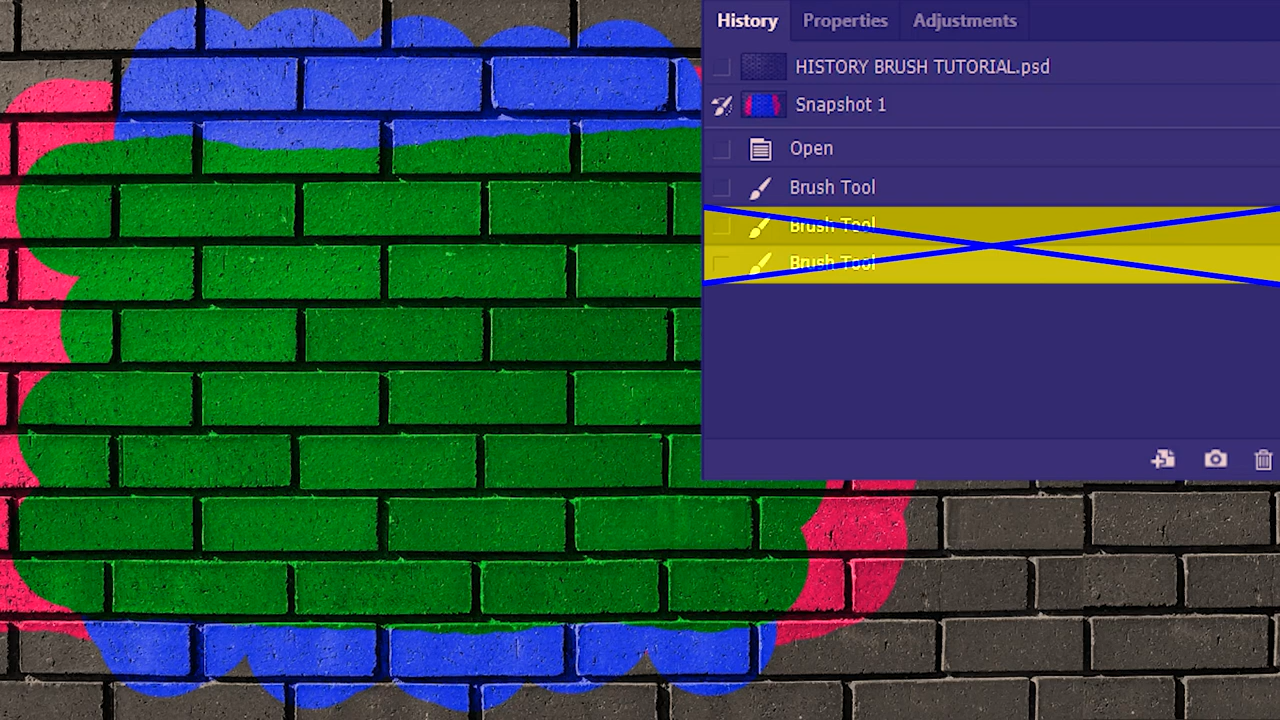 History Properties Adjustments
HISTORY BRUSH TUTORIAL.psd
Snapshot 1
Open
Brush Tool
Brush Tool
Brush Tool